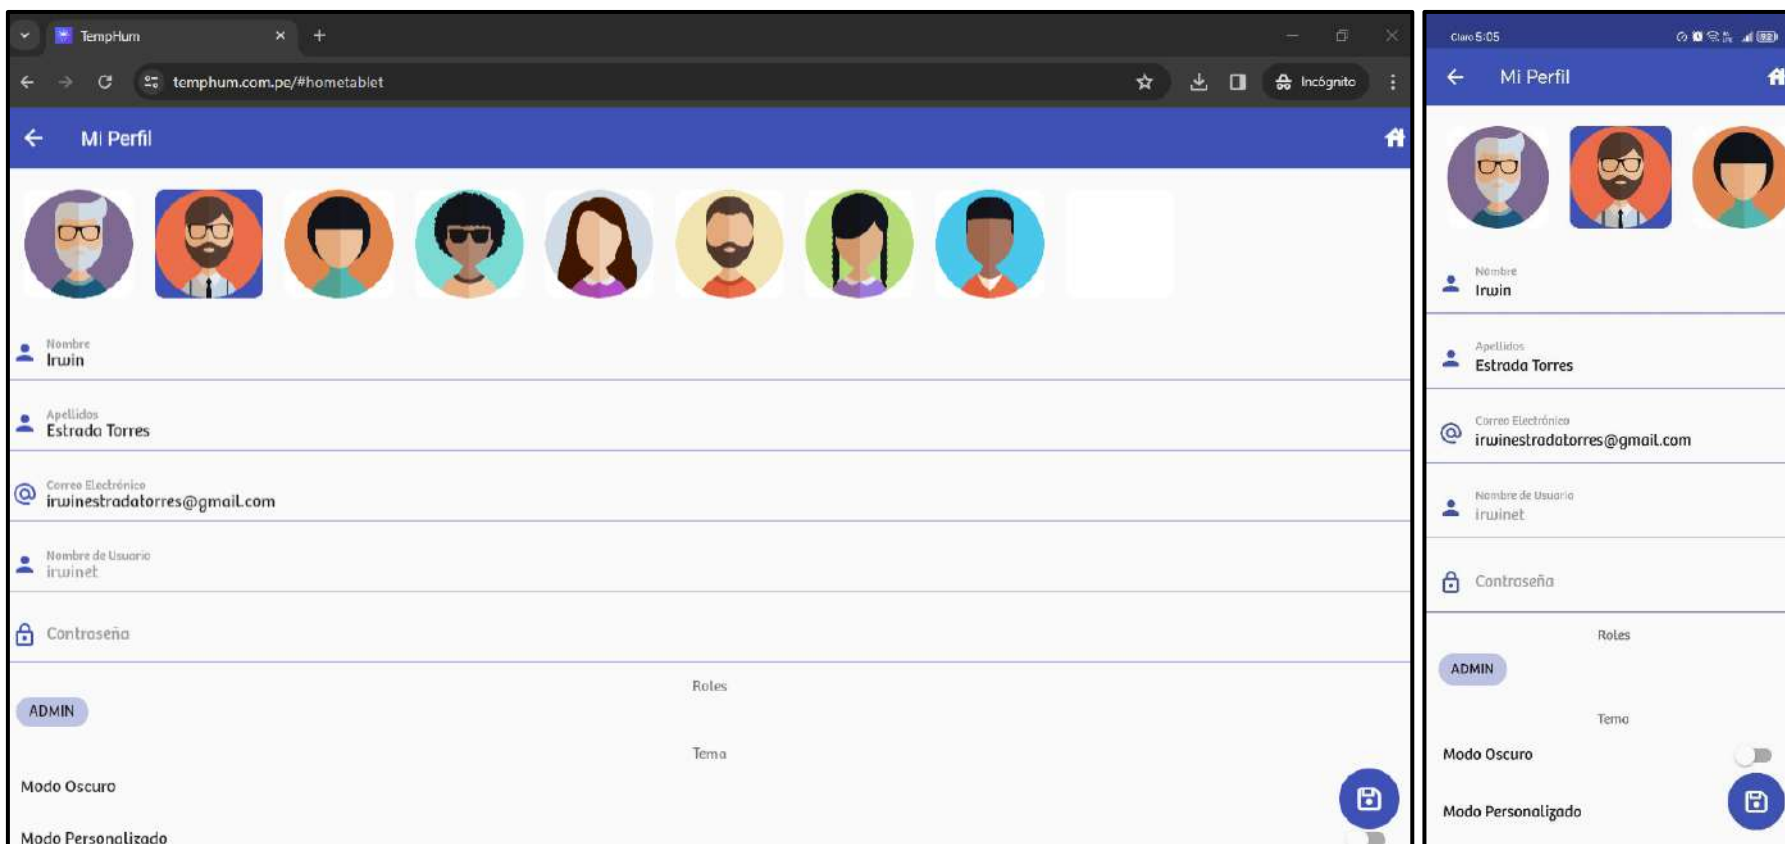 TempHum
temphum.com.pe/#hometablet
Incógnito
Mi Perfil
Nombre
Irwin
Apellidos
Estrada Torres
Correo Electrónico
irwinestradatorres@gmail.com
Nombre de Usuario
irwinet
Contraseña
Roles
ADMIN
Tema
Modo Oscuro
Modo Personalizado
Claro 5:05
92
Mi Perfil
Nombre
Irwin
Apellidos
Estrada Torres
Correo Electrónico
irwinestradatorres@gmail.com
Nombre de Usuario
irwinet
Contraseña
Roles
ADMIN
Tema
Modo Oscuro
Modo Personalizado